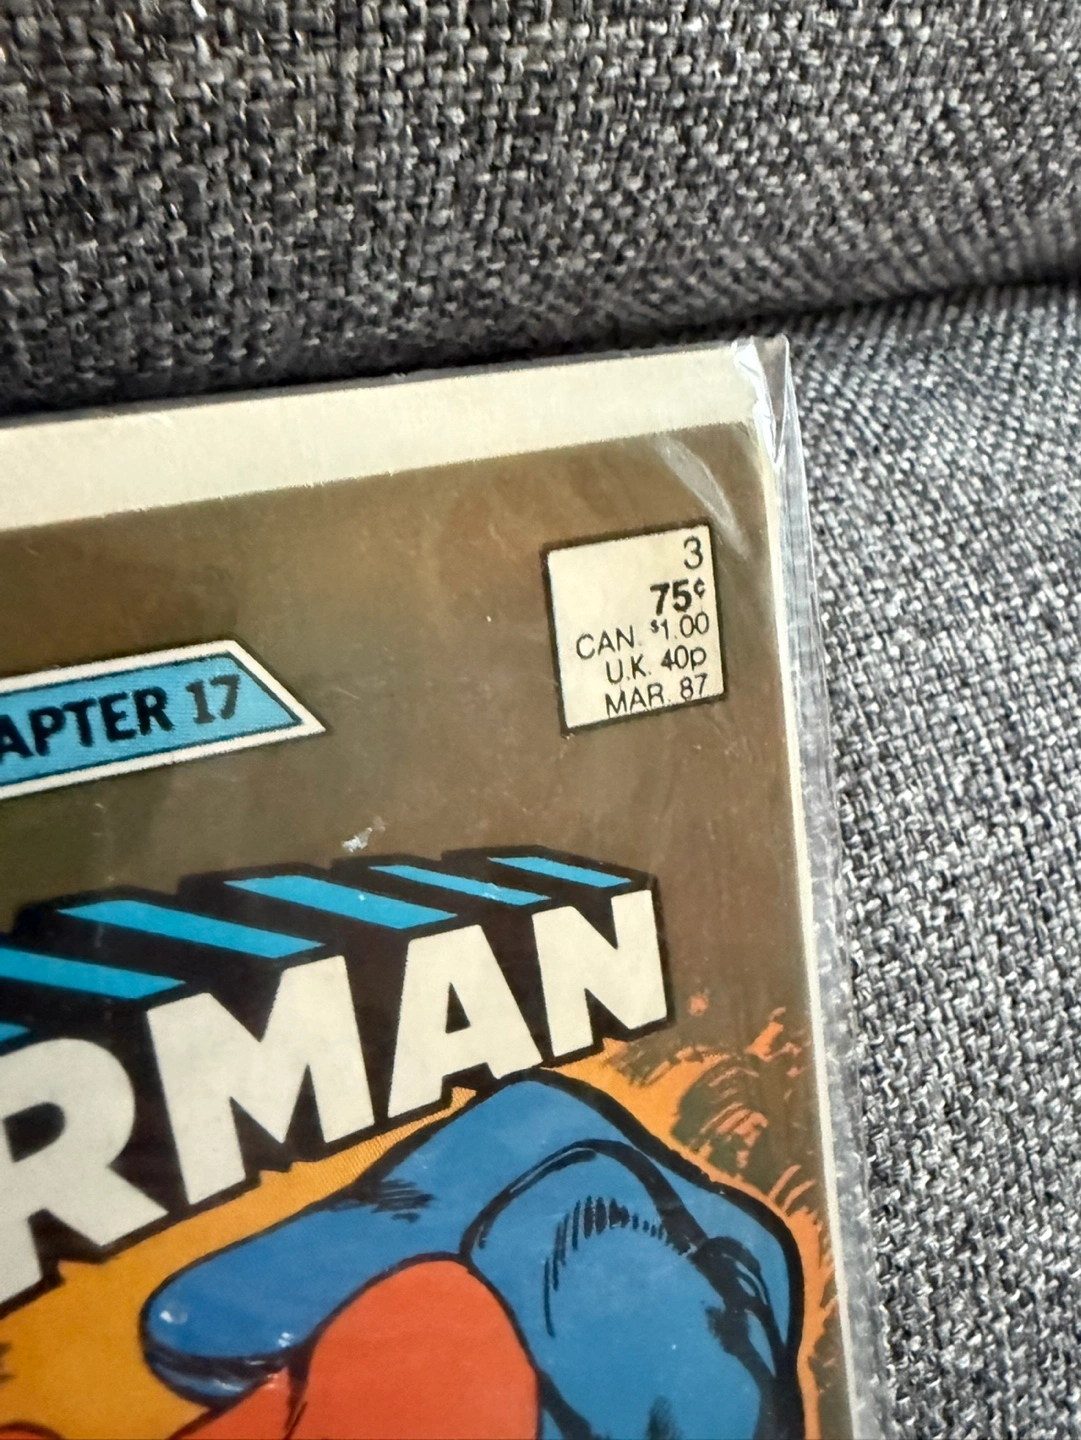 3
75¢
CAN. $1.00
U.K. 40p
MAR. 87
APTER 17
RMAN